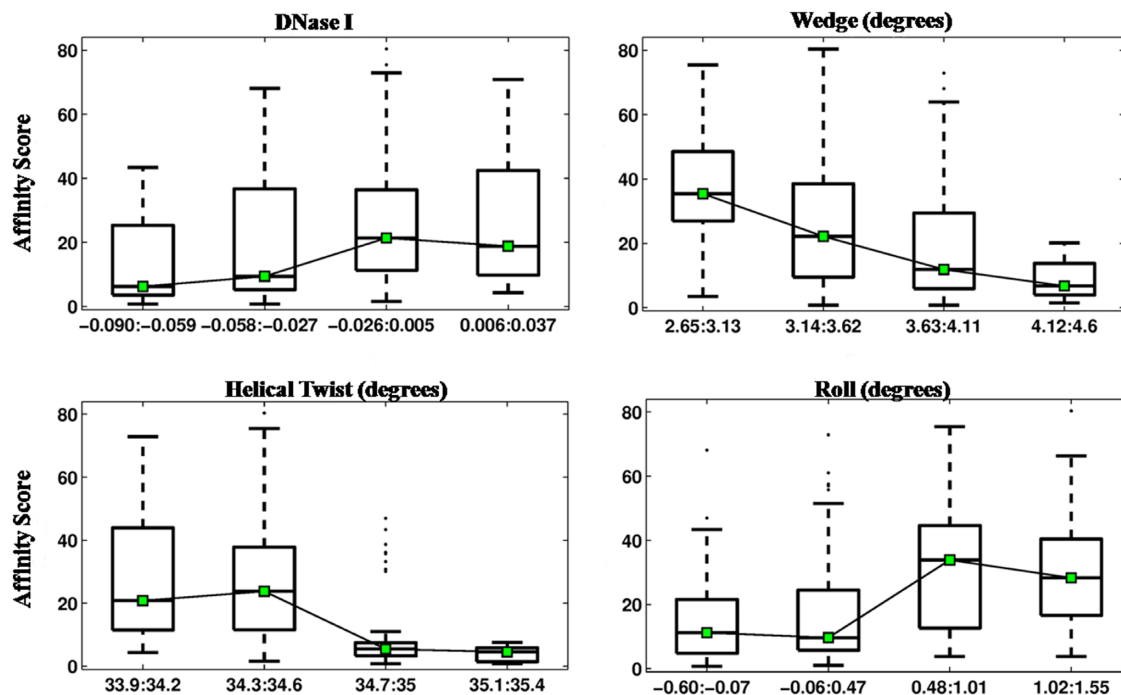 DNase I
Wedge (degrees)
Affinity Score
80
60
40
20
0
−0.090:−0.059 −0.058:−0.027 −0.026:0.005 0.006:0.037
80
60
40
20
0
2.65:3.13 3.14:3.62 3.63:4.11 4.12:4.6
Helical Twist (degrees)
Roll (degrees)
Affinity Score
80
60
40
20
0
33.9:34.2 34.3:34.6 34.7:35 35.1:35.4
80
60
40
20
0
−0.60:−0.07 −0.06:0.47 0.48:1.01 1.02:1.55